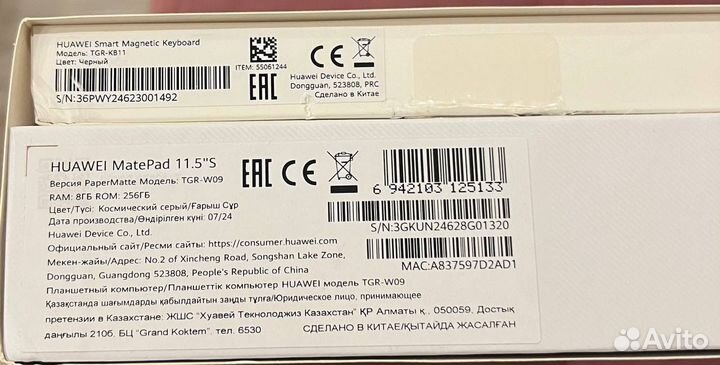 HUAWEI Smart Magnetic Keyboard
Модель: TGR-KB11
Цвет: Черный
S/N:36PWY24623001492
ITEM: 55061244
EAC CE
Huawei Device Co., Ltd.
Dongguan, 523808, PRC
Сделано в Китае
HUAWEI MatePad 11.5"S
Версия PaperMatte Модель: TGR-W09
RAM: 8ГБ ROM: 256ГБ
Цвет/Түсі: Космический серый/Ғарыш Сұр
Дата производства/Өндірілген күні: 07/24
Huawei Device Co., Ltd.
Официальный сайт/Ресми сайты: https://consumer.huawei.com
Мекен-жайы/Адрес: No.2 of Xincheng Road, Songshan Lake Zone,
Dongguan, Guangdong 523808, People's Republic of China
Планшетный компьютер/Планшеттік компьютер HUAWEI модель TGR-W09
Қазақстанда шағымдарды қабылдайтын заңды тұлға/Юридическое лицо, принимающее
претензии в Казахстане: ЖШС "Хуавей Текнолоджиз Казахстан" ҚР Алматы қ., 050059, Достык
даңғылы 210б. БЦ "Grand Koktem". тел. 6530
СДЕЛАНО В КИТАЕ/ҚЫТАЙДА ЖАСАЛҒАН
EAC CE
6 942103 125133
S/N:3GKUN24628G01320
MAC:A837597D2AD1
Avito